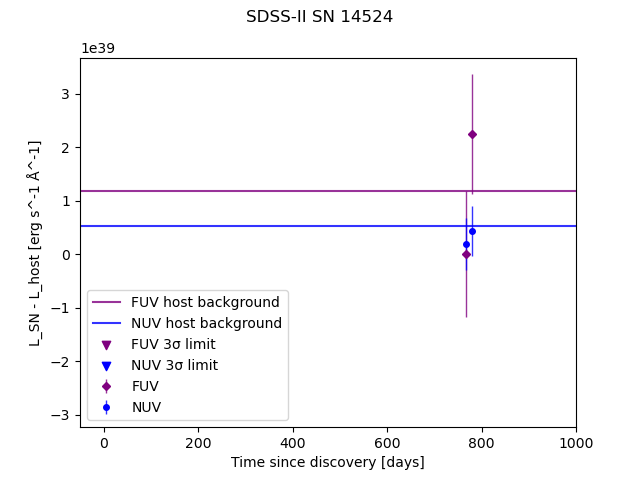 SDSS-II SN 14524
1e39
L_SN - L_host [erg s^-1 Å^-1]
3
2
1
0
−1
−2
−3
FUV host background
NUV host background
FUV 3σ limit
NUV 3σ limit
FUV
NUV
0 200 400 600 800 1000
Time since discovery [days]